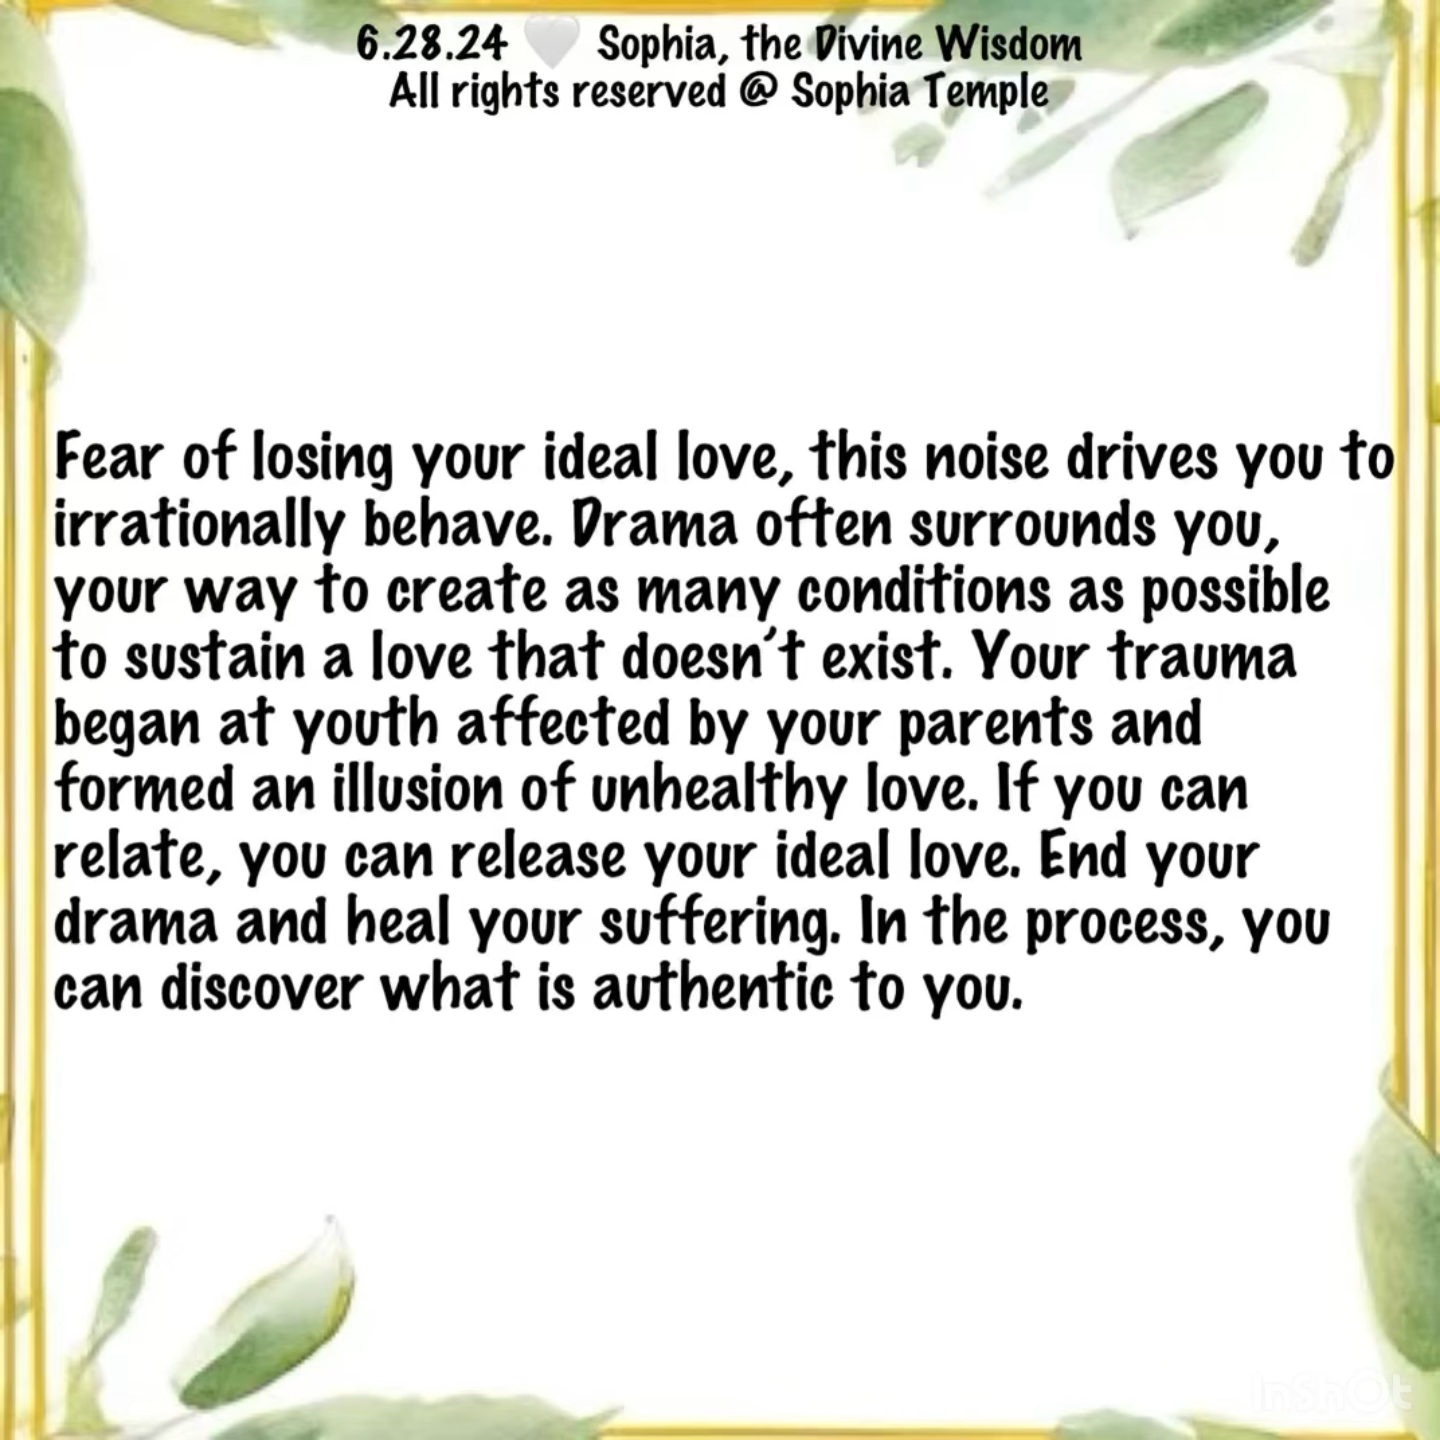 6.28.24 🤍 Sophia, the Divine Wisdom
All rights reserved @ Sophia Temple
Fear of losing your ideal love, this noise drives you to
irrationally behave. Drama often surrounds you,
your way to create as many conditions as possible
to sustain a love that doesn't exist. Your trauma
began at youth affected by your parents and
formed an illusion of unhealthy love. If you can
relate, you can release your ideal love. End your
drama and heal your suffering. In the process, you
can discover what is authentic to you.
InShOt